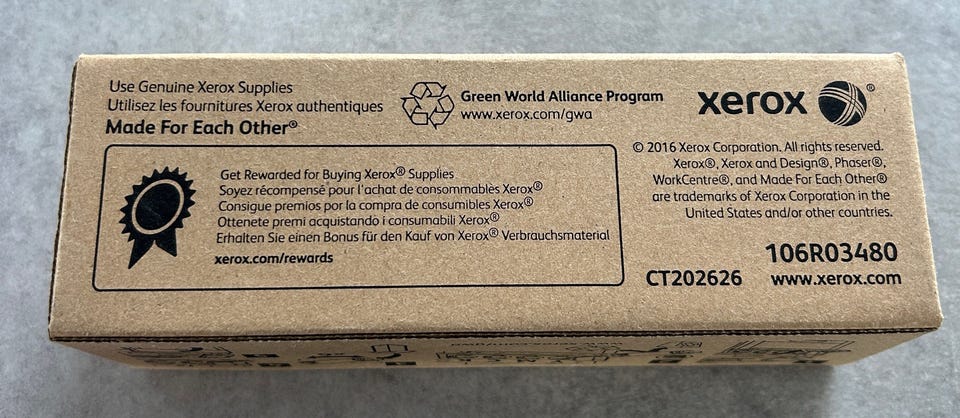 Use Genuine Xerox Supplies
Utilisez les fournitures Xerox authentiques
Made For Each Other®
Green World Alliance Program
www.xerox.com/gwa
xerox®
Get Rewarded for Buying Xerox® Supplies
Soyez récompensé pour l'achat de consommables Xerox®
Consigue premios por la compra de consumibles Xerox®
Ottenete premi acquistando i consumabili Xerox®
Erhalten Sie einen Bonus für den Kauf von Xerox® Verbrauchsmaterial
xerox.com/rewards
© 2016 Xerox Corporation. All rights reserved.
Xerox®, Xerox and Design®, Phaser®,
WorkCentre®, and Made For Each Other®
are trademarks of Xerox Corporation in the
United States and/or other countries.
106R03480
CT202626 www.xerox.com